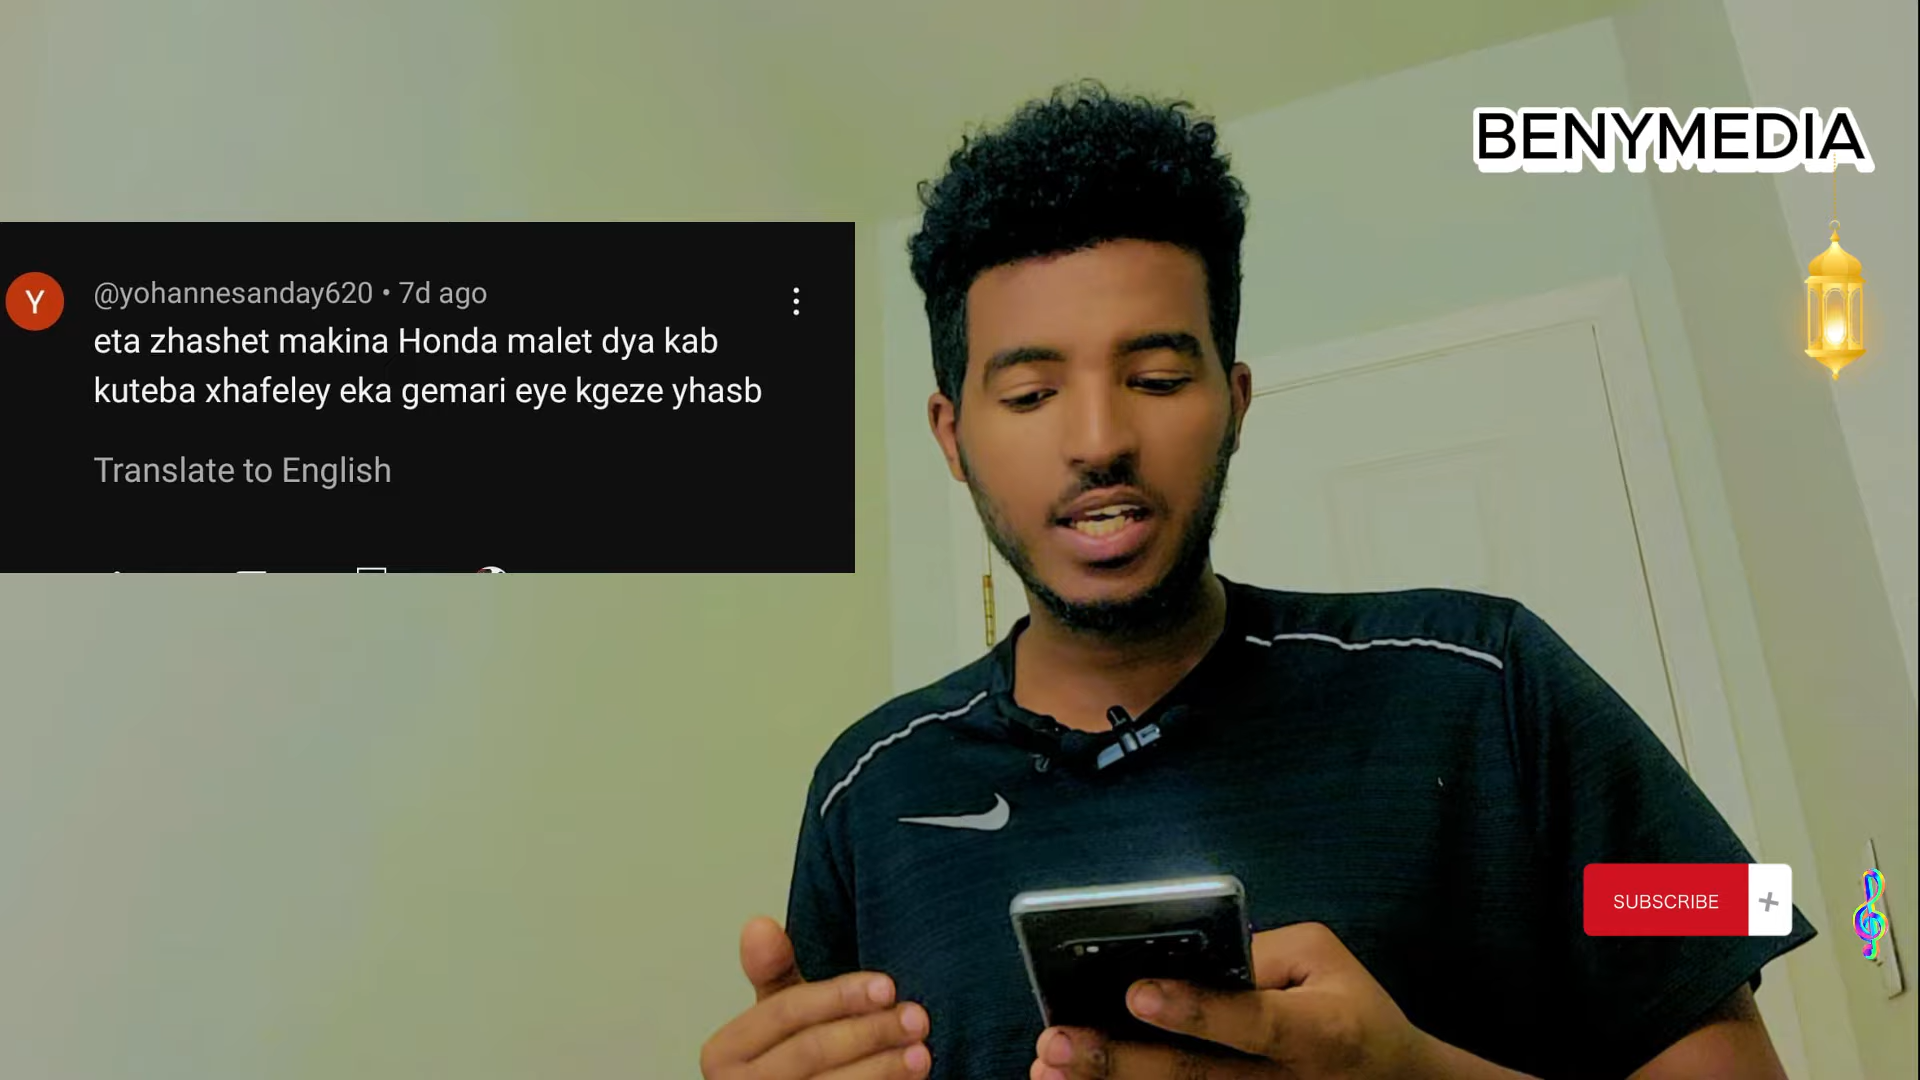 BENYMEDIA
@yohannesanday620 • 7d ago
eta zhashet makina Honda malet dya kab
kuteba xhafeley eka gemari eye kgeze yhasb
Translate to English
SUBSCRIBE